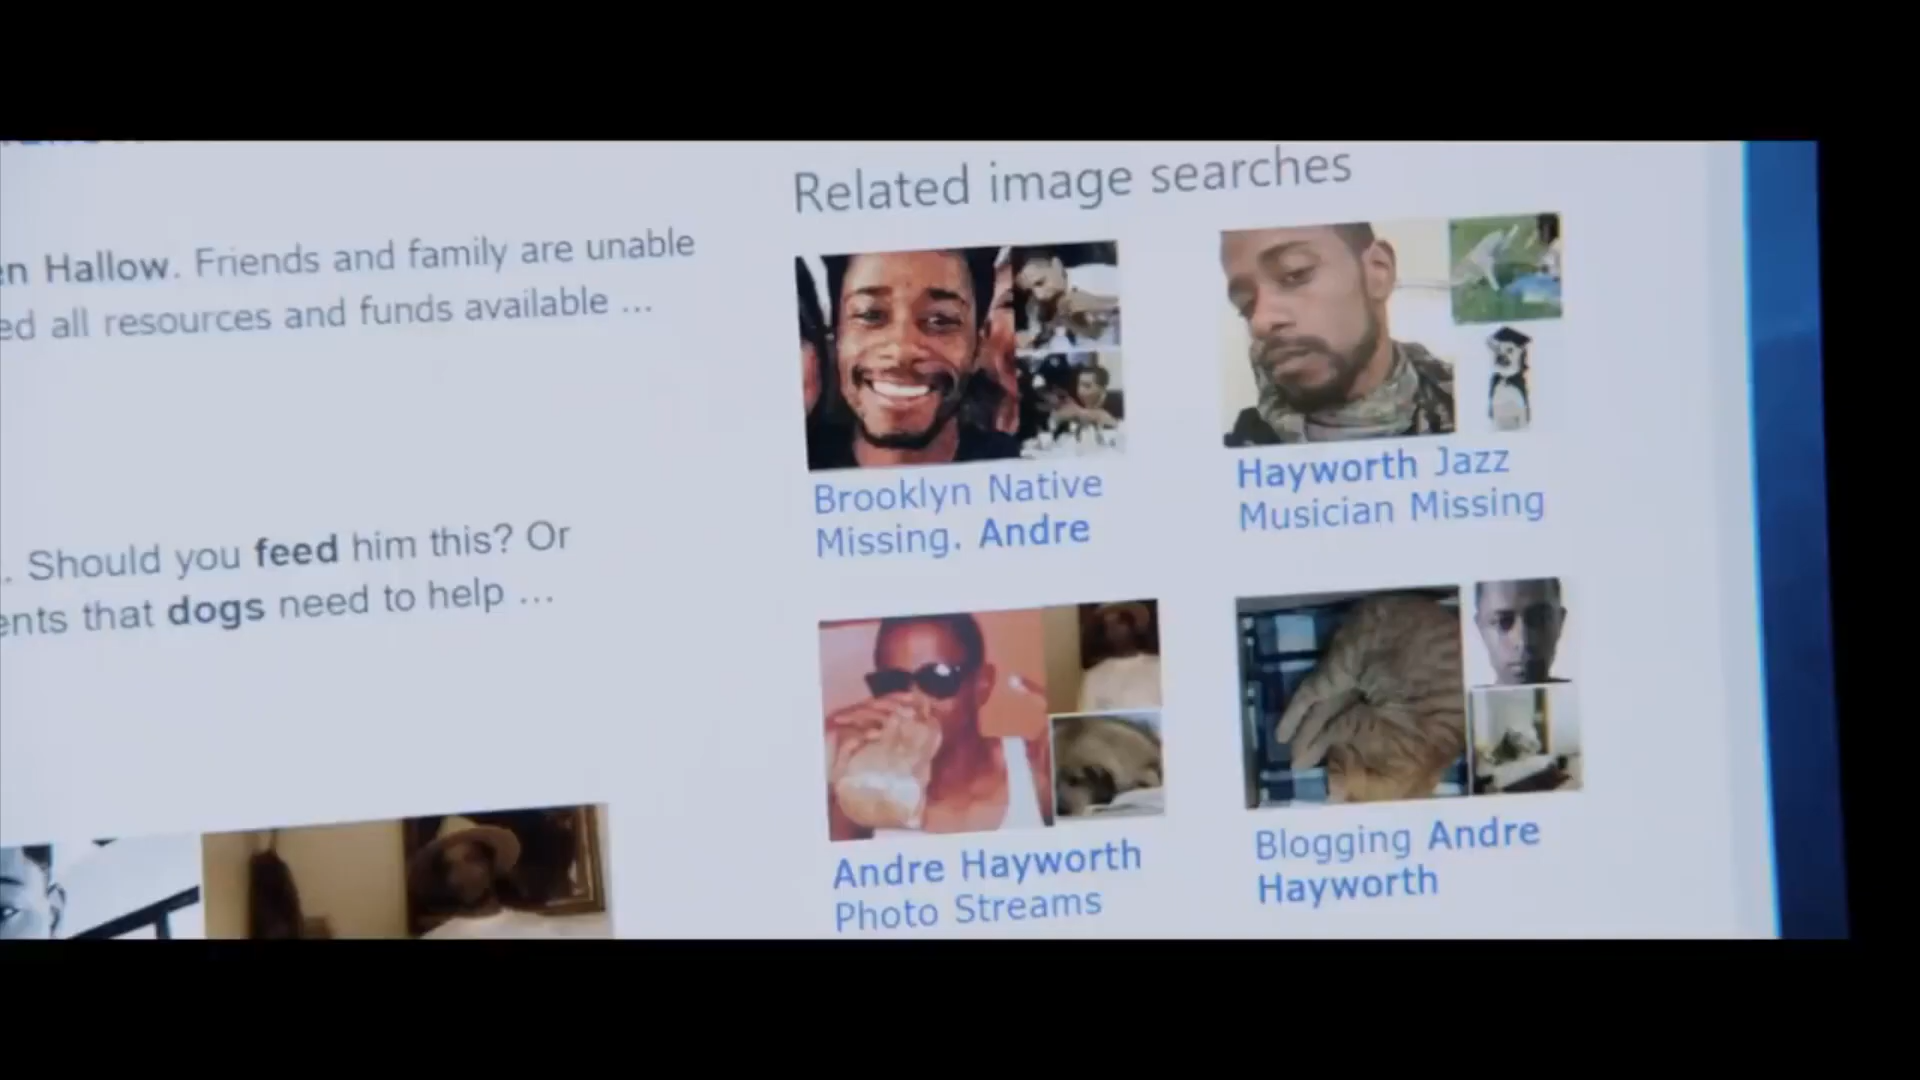 Related image searches
en Hallow. Friends and family are unable
ed all resources and funds available ...
. Should you feed him this? Or
ents that dogs need to help ...
Brooklyn Native
Missing. Andre
Hayworth Jazz
Musician Missing
Andre Hayworth
Photo Streams
Blogging Andre
Hayworth